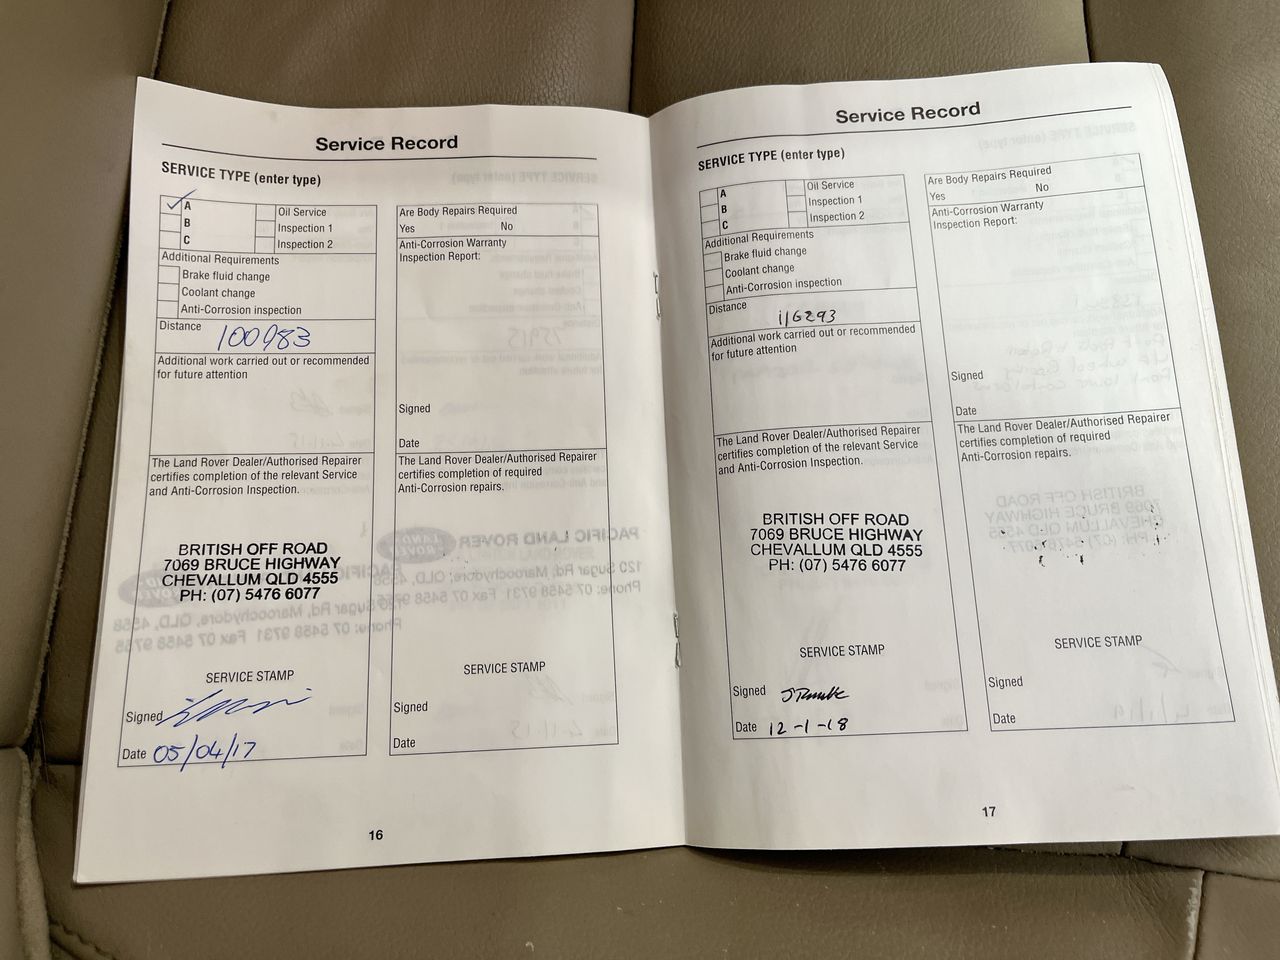 Service Record
SERVICE TYPE (enter type)
A
B
C
Oil Service
Inspection 1
Inspection 2
Additional Requirements
Brake fluid change
Coolant change
Anti-Corrosion inspection
Distance
100983
Additional work carried out or recommended
for future attention
The Land Rover Dealer/Authorised Repairer
certifies completion of the relevant Service
and Anti-Corrosion Inspection.
BRITISH OFF ROAD
7069 BRUCE HIGHWAY
CHEVALLUM QLD 4555
PH: (07) 5476 6077
SERVICE STAMP
Signed
Date 05/04/17
Are Body Repairs Required
Yes No
Anti-Corrosion Warranty
Inspection Report:
Signed
Date
The Land Rover Dealer/Authorised Repairer
certifies completion of required
Anti-Corrosion repairs.
SERVICE STAMP
Signed
Date
16
Service Record
SERVICE TYPE (enter type)
A
B
C
Oil Service
Inspection 1
Inspection 2
Additional Requirements
Brake fluid change
Coolant change
Anti-Corrosion inspection
Distance
116293
Additional work carried out or recommended
for future attention
The Land Rover Dealer/Authorised Repairer
certifies completion of the relevant Service
and Anti-Corrosion Inspection.
BRITISH OFF ROAD
7069 BRUCE HIGHWAY
CHEVALLUM QLD 4555
PH: (07) 5476 6077
SERVICE STAMP
Signed
Date 12-1-18
Are Body Repairs Required
Yes No
Anti-Corrosion Warranty
Inspection Report:
Signed
Date
The Land Rover Dealer/Authorised Repairer
certifies completion of required
Anti-Corrosion repairs.
SERVICE STAMP
Signed
Date
17